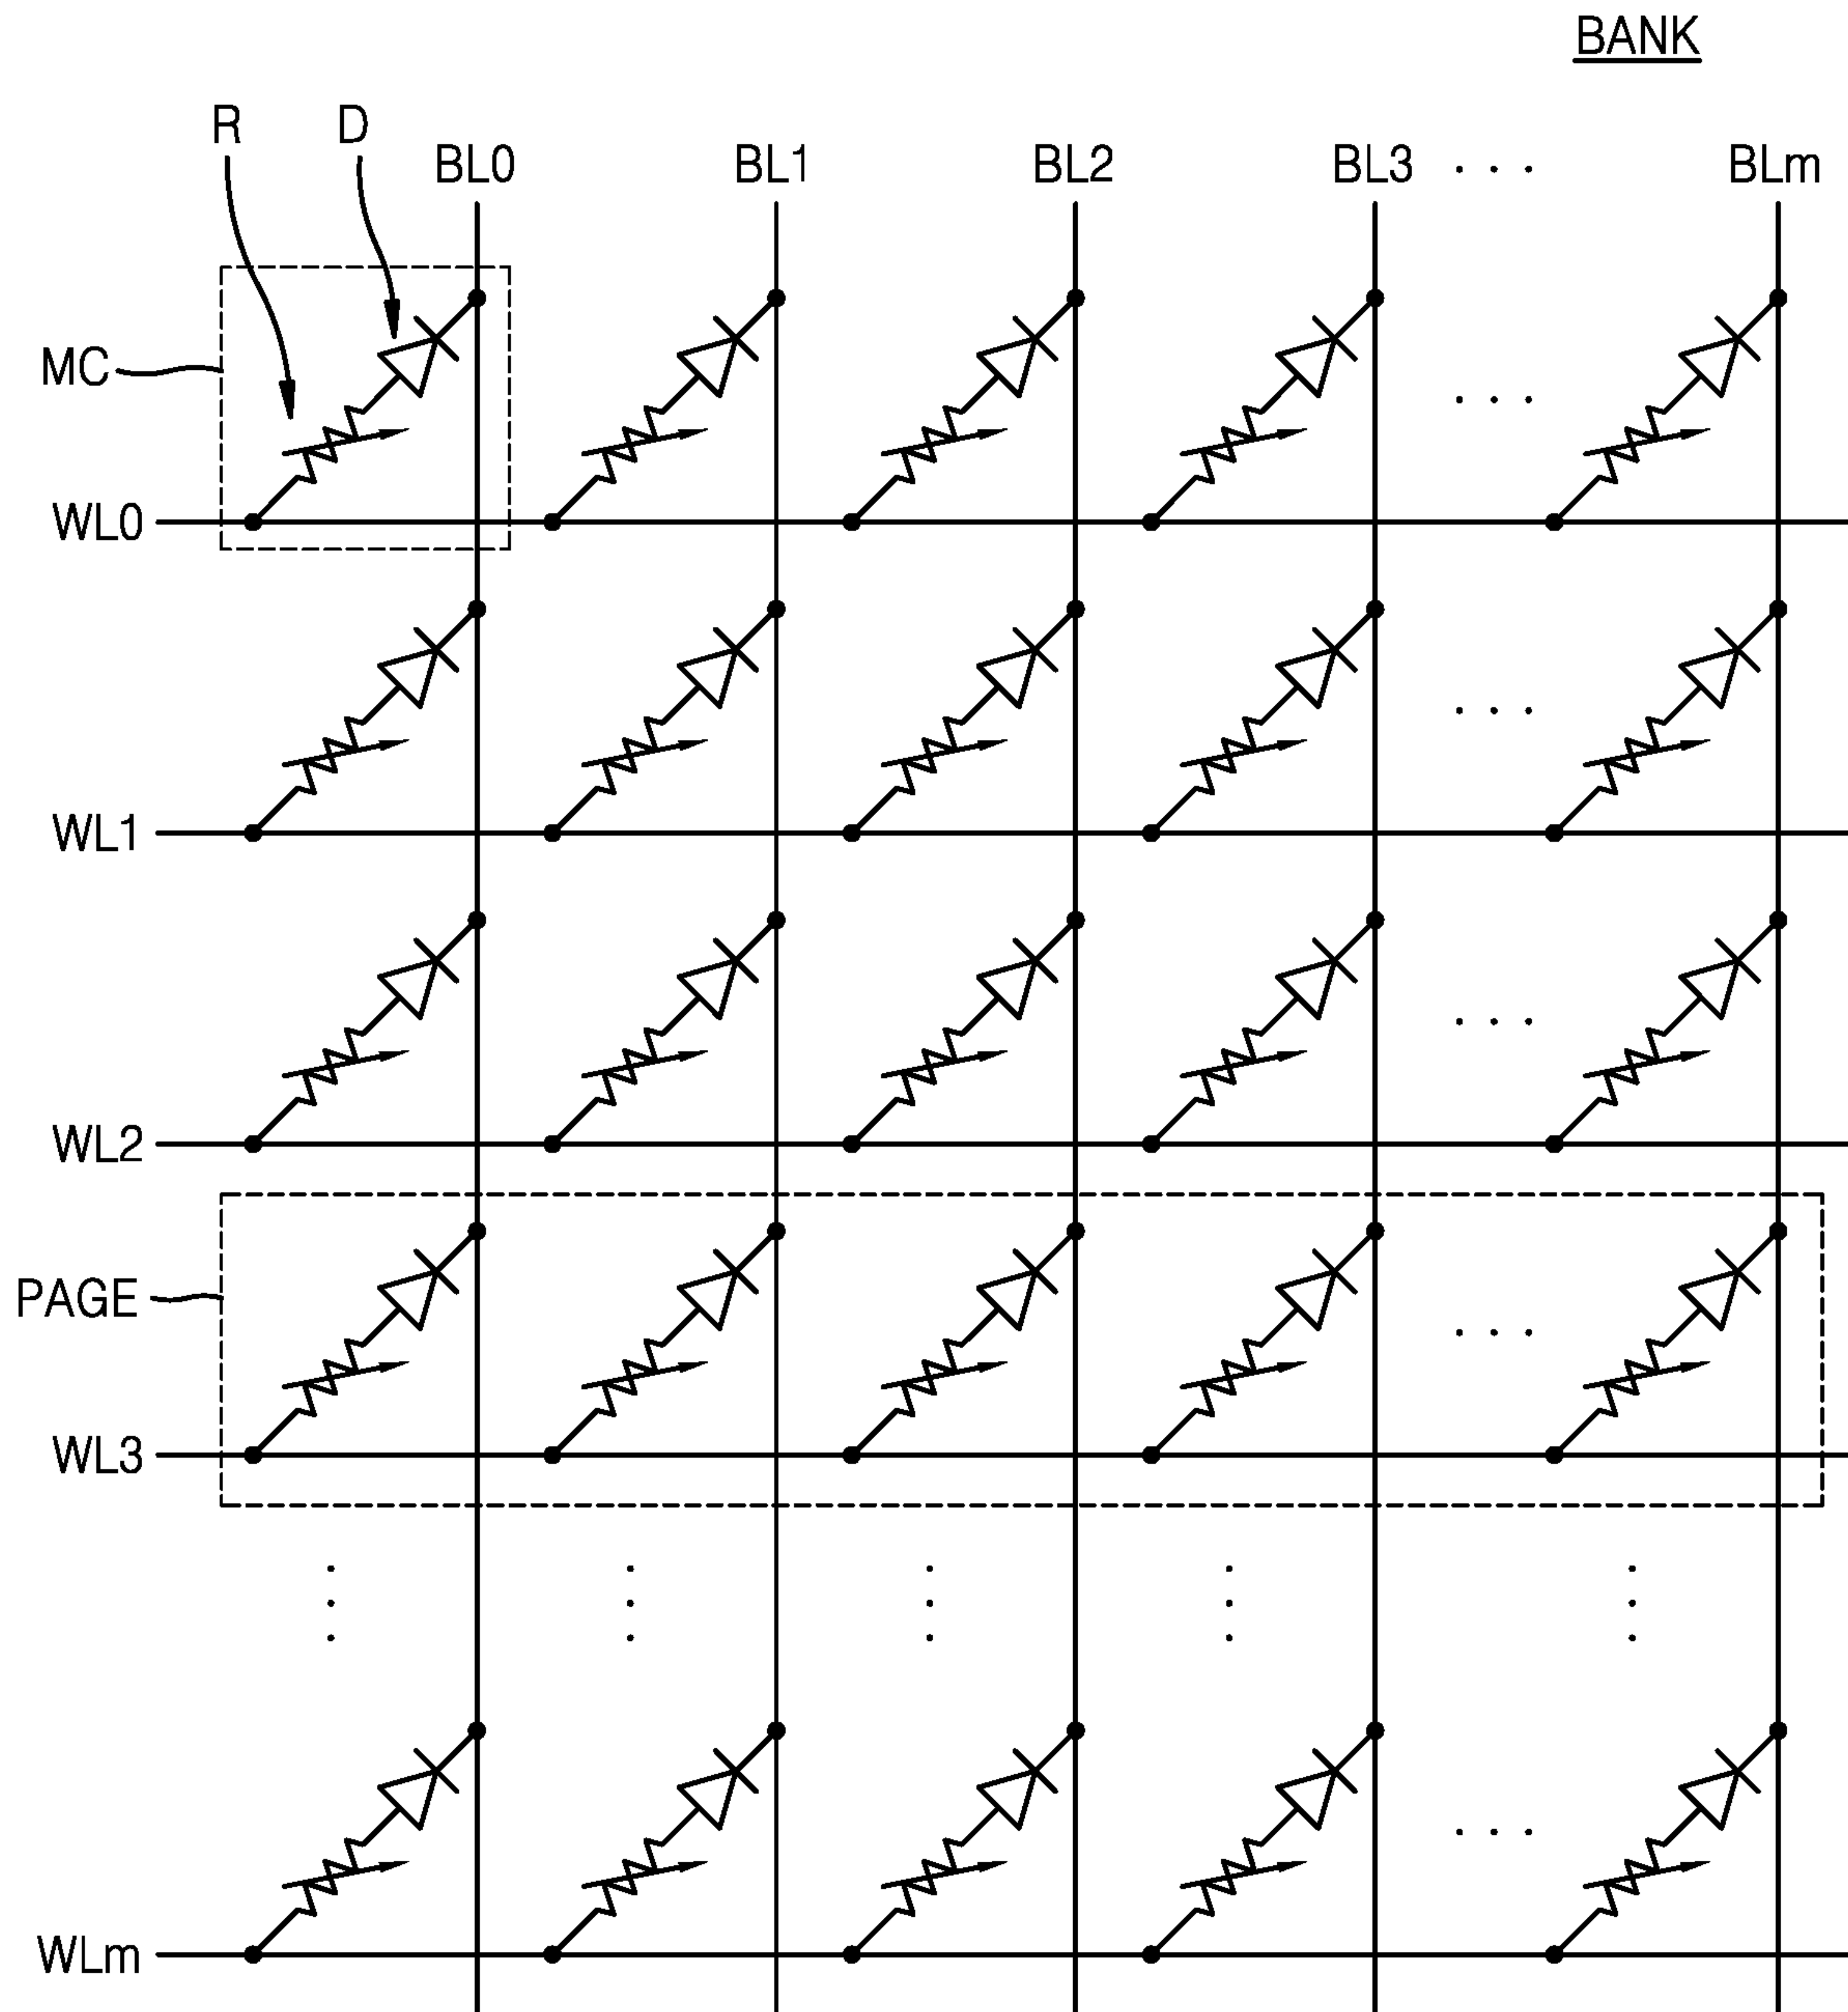 BANK
R D
BL0 BL1 BL2 BL3 . . . BLm
MC
WL0
WL1
WL2
PAGE
WL3
WLm